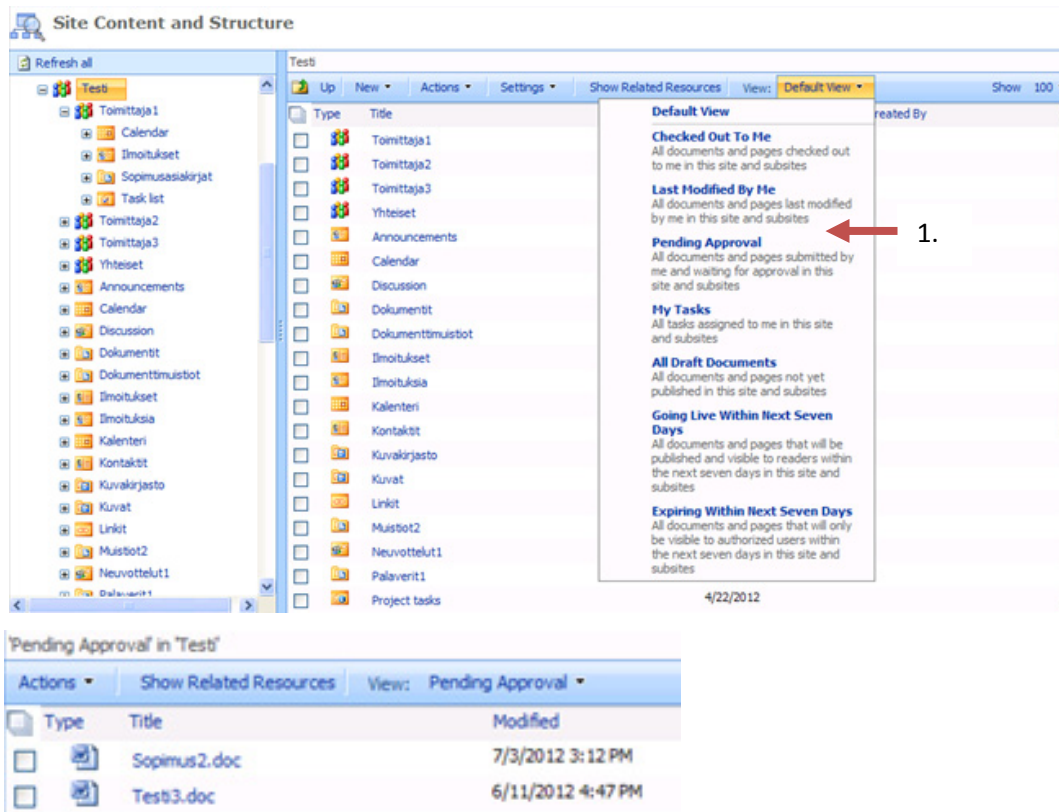 Site Content and Structure
Refresh all
Testi
Toimittaja1
Calendar
Ilmoitukset
Sopimusasiakirjat
Task list
Toimittaja2
Toimittaja3
Yhteiset
Announcements
Calendar
Discussion
Dokumentit
Dokumenttimuistiot
Ilmoitukset
Ilmoituksia
Kalenteri
Kontaktit
Kuvakirjasto
Kuvat
Linkit
Muistiot2
Neuvottelut1
Palaverit1
Testi
Up New Actions Settings Show Related Resources View: Default View Show 100
Type Title reated By
Toimittaja1
Toimittaja2
Toimittaja3
Yhteiset
Announcements
Calendar
Discussion
Dokumentit
Dokumenttimuistiot
Ilmoitukset
Ilmoituksia
Kalenteri
Kontaktit
Kuvakirjasto
Kuvat
Linkit
Muistiot2
Neuvottelut1
Palaverit1
Project tasks 4/22/2012
Default View
Checked Out To Me
All documents and pages checked out
to me in this site and subsites
Last Modified By Me
All documents and pages last modified
by me in this site and subsites
Pending Approval
All documents and pages submitted by
me and waiting for approval in this
site and subsites
My Tasks
All tasks assigned to me in this site
and subsites
All Draft Documents
All documents and pages not yet
published in this site and subsites
Going Live Within Next Seven
Days
All documents and pages that will be
published and visible to readers within
the next seven days in this site and
subsites
Expiring Within Next Seven Days
All documents and pages that will only
be visible to authorized users within
the next seven days in this site and
subsites
1.
'Pending Approval' in 'Testi'
Actions Show Related Resources View: Pending Approval
Type Title Modified
Sopimus2.doc 7/3/2012 3:12 PM
Testi3.doc 6/11/2012 4:47 PM